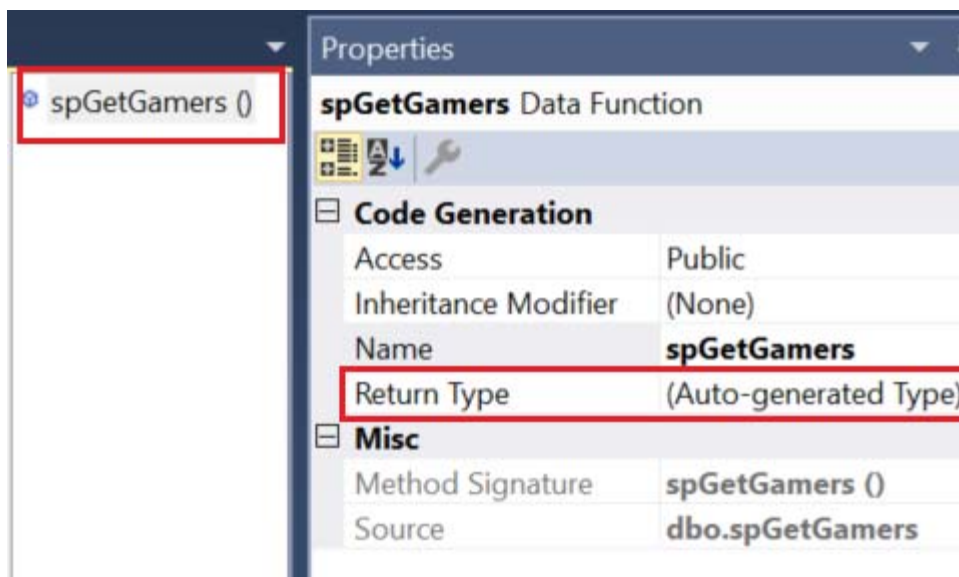 spGetGamers ()
Properties
spGetGamers Data Function
Code Generation
Access Public
Inheritance Modifier (None)
Name spGetGamers
Return Type (Auto-generated Type)
Misc
Method Signature spGetGamers ()
Source dbo.spGetGamers